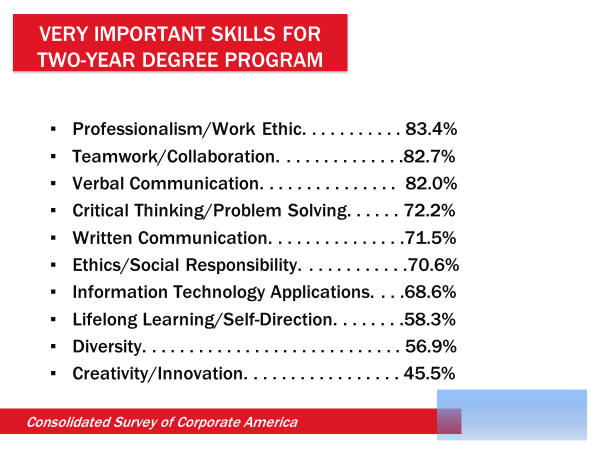 VERY IMPORTANT SKILLS FOR
TWO-YEAR DEGREE PROGRAM
▪ Professionalism/Work Ethic. . . . . . . . . . . 83.4%
▪ Teamwork/Collaboration. . . . . . . . . . . . . .82.7%
▪ Verbal Communication. . . . . . . . . . . . . . . 82.0%
▪ Critical Thinking/Problem Solving. . . . . . 72.2%
▪ Written Communication. . . . . . . . . . . . . . .71.5%
▪ Ethics/Social Responsibility. . . . . . . . . . . .70.6%
▪ Information Technology Applications. . . .68.6%
▪ Lifelong Learning/Self-Direction. . . . . . . .58.3%
▪ Diversity. . . . . . . . . . . . . . . . . . . . . . . . . . . . 56.9%
▪ Creativity/Innovation. . . . . . . . . . . . . . . . . 45.5%
Consolidated Survey of Corporate America